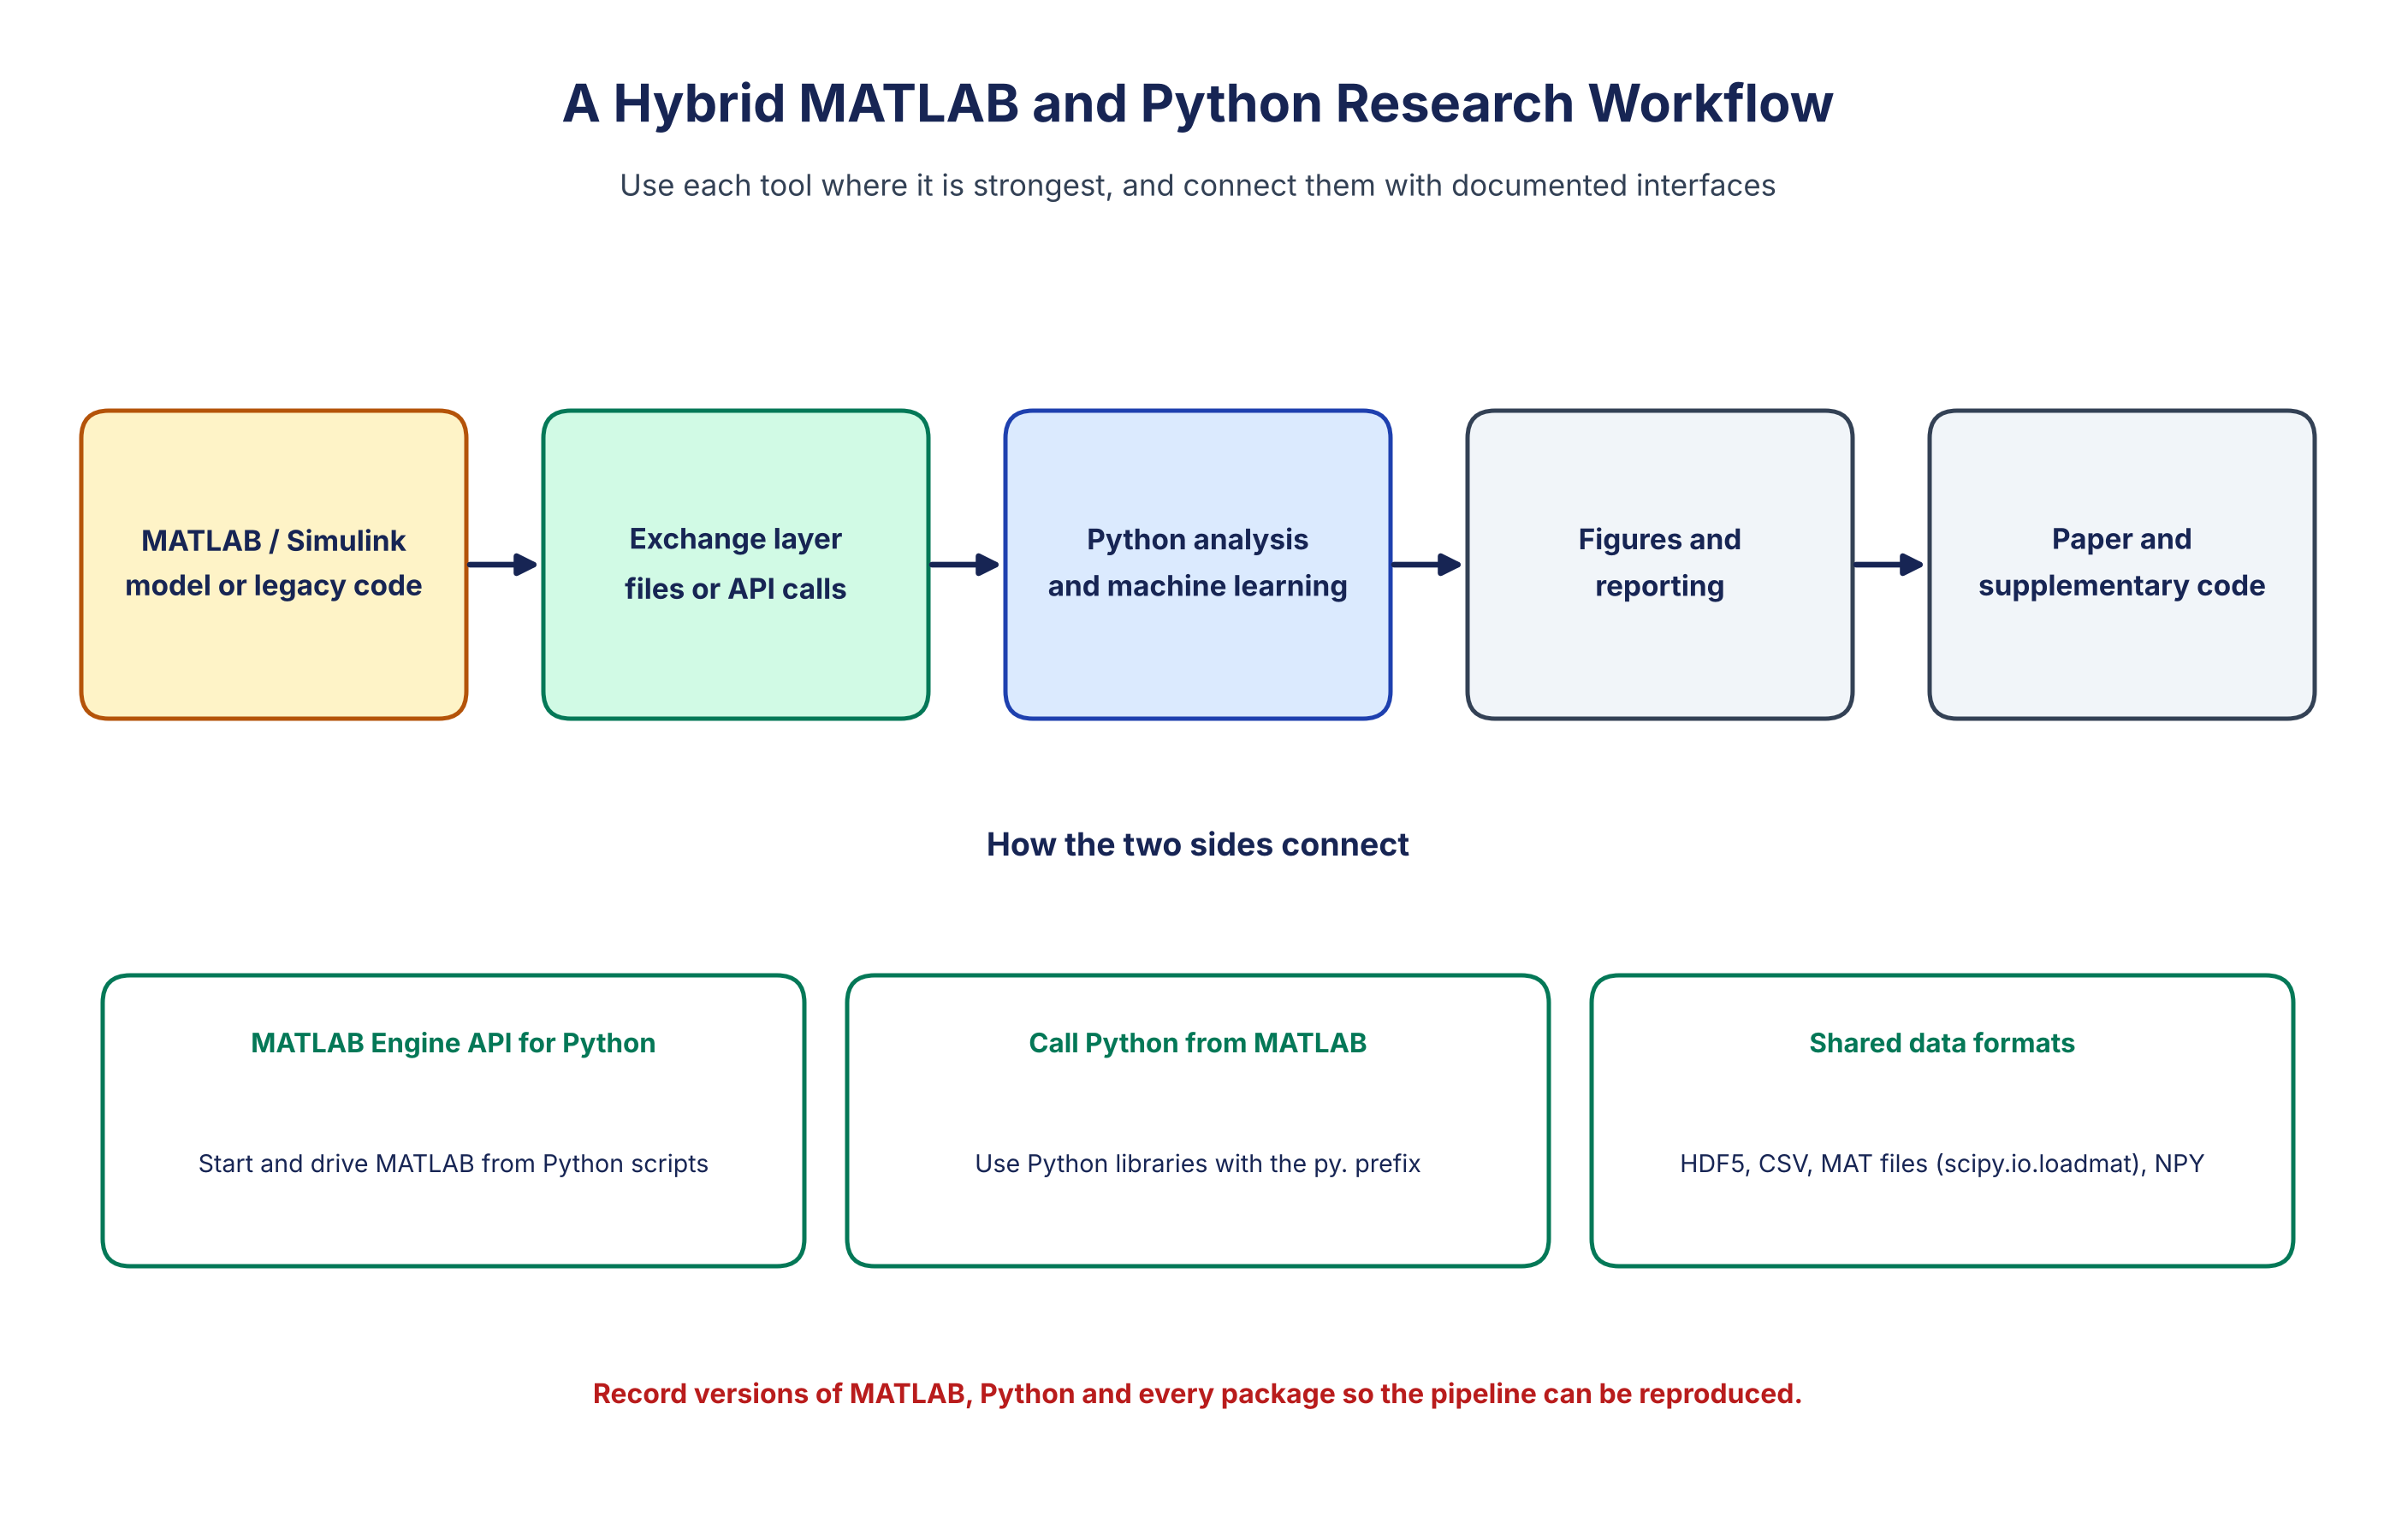 A Hybrid MATLAB and Python Research Workflow
Use each tool where it is strongest, and connect them with documented interfaces
MATLAB / Simulink
model or legacy code
Exchange layer
files or API calls
Python analysis
and machine learning
Figures and
reporting
Paper and
supplementary code
How the two sides connect
MATLAB Engine API for Python
Start and drive MATLAB from Python scripts
Call Python from MATLAB
Use Python libraries with the py. prefix
Shared data formats
HDF5, CSV, MAT files (scipy.io.loadmat), NPY
Record versions of MATLAB, Python and every package so the pipeline can be reproduced.